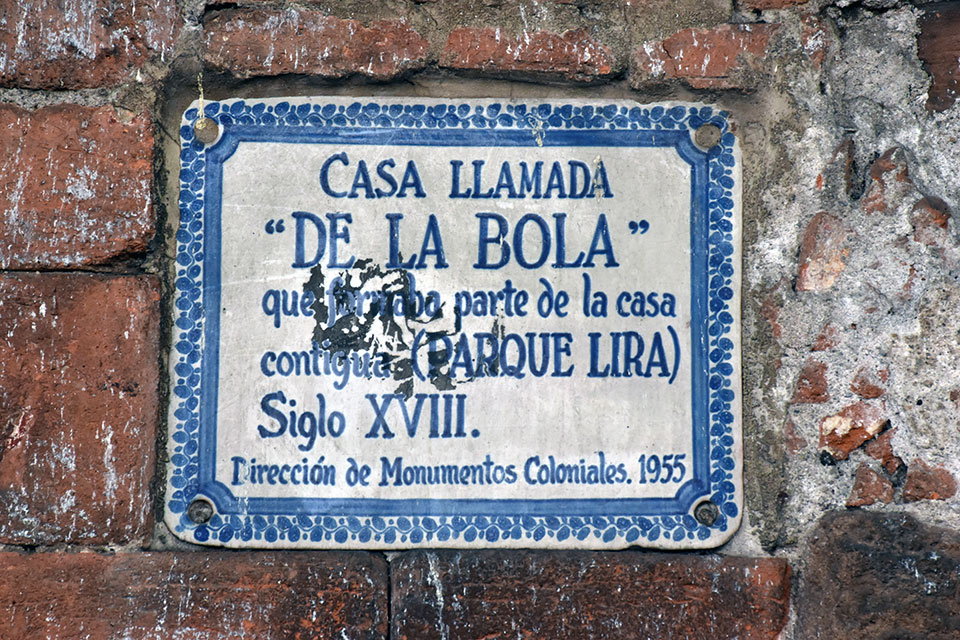 CASA LLAMADA
“DE LA BOLA”
que formaba parte de la casa
contigua (PARQUE LIRA)
Siglo XVIII.
Dirección de Monumentos Coloniales. 1955